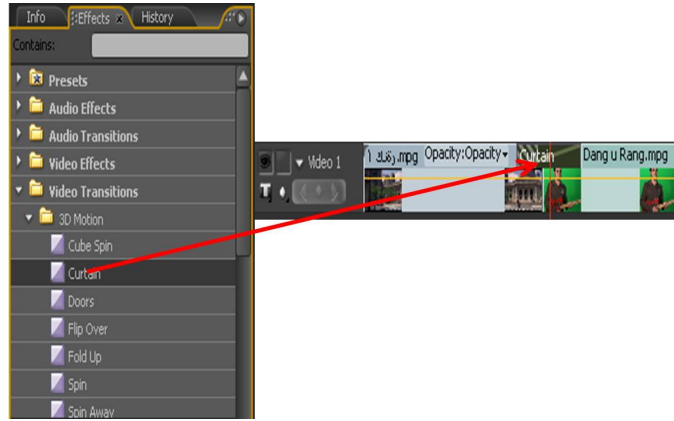 Info Effects x History
Contains:
Presets
Audio Effects
Audio Transitions
Video Effects
Video Transitions
3D Motion
Cube Spin
Curtain
Doors
Flip Over
Fold Up
Spin
Spin Away
Video 1
.mpg Opacity:Opacity Curtain Dang u Rang.mpg